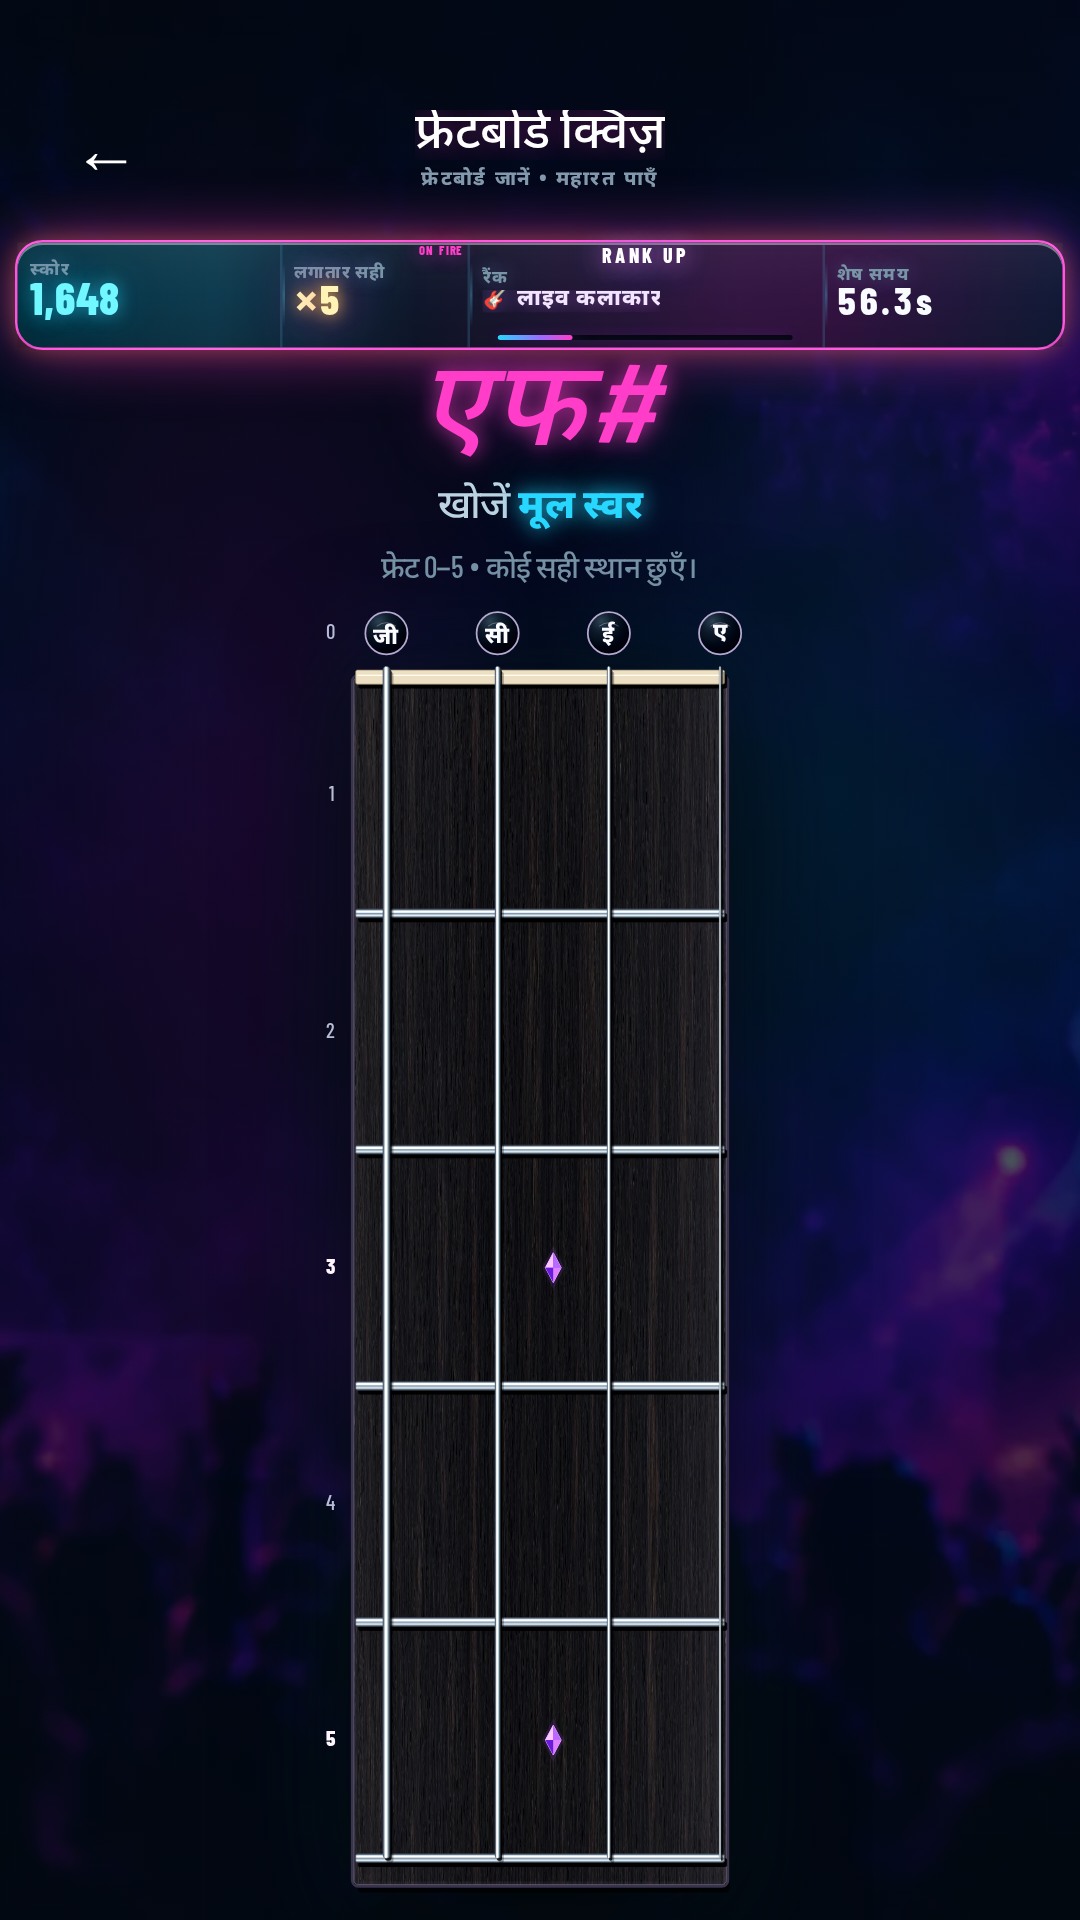 ←
फ्रेटबोर्ड क्विज़
फ्रेटबोर्ड जानें • महारत पाएँ
स्कोर
1,648
लगातार सही
ON FIRE
×5
RANK UP
रैंक
🎸 लाइव कलाकार
शेष समय
56.3s
एफ#
खोजें मूल स्वर
फ्रेट 0–5 • कोई सही स्थान छुएँ।
0 जी सी ई ए
1
2
3
4
5